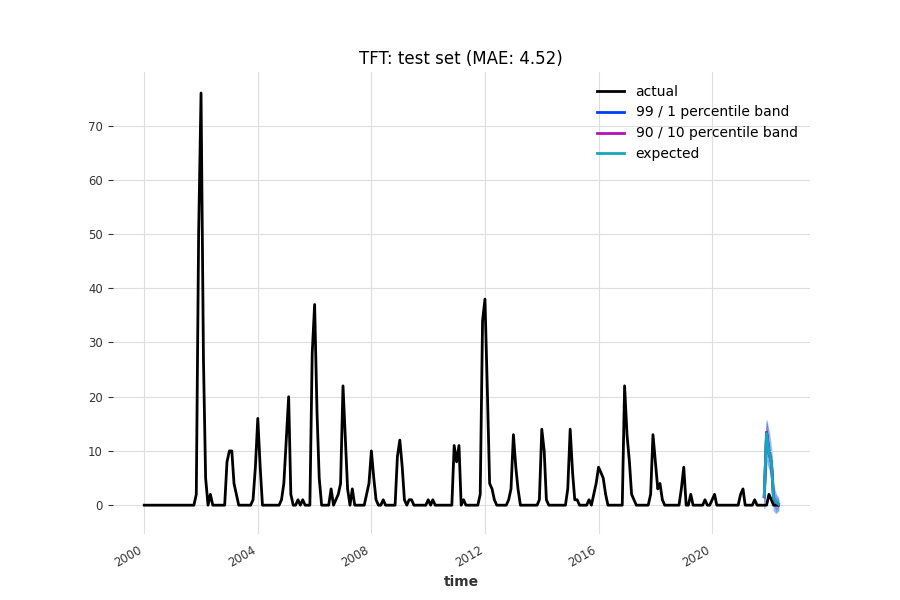 TFT: test set (MAE: 4.52)
actual
99 / 1 percentile band
90 / 10 percentile band
expected
70
60
50
40
30
20
10
0
2000
2004
2008
2012
2016
2020
time